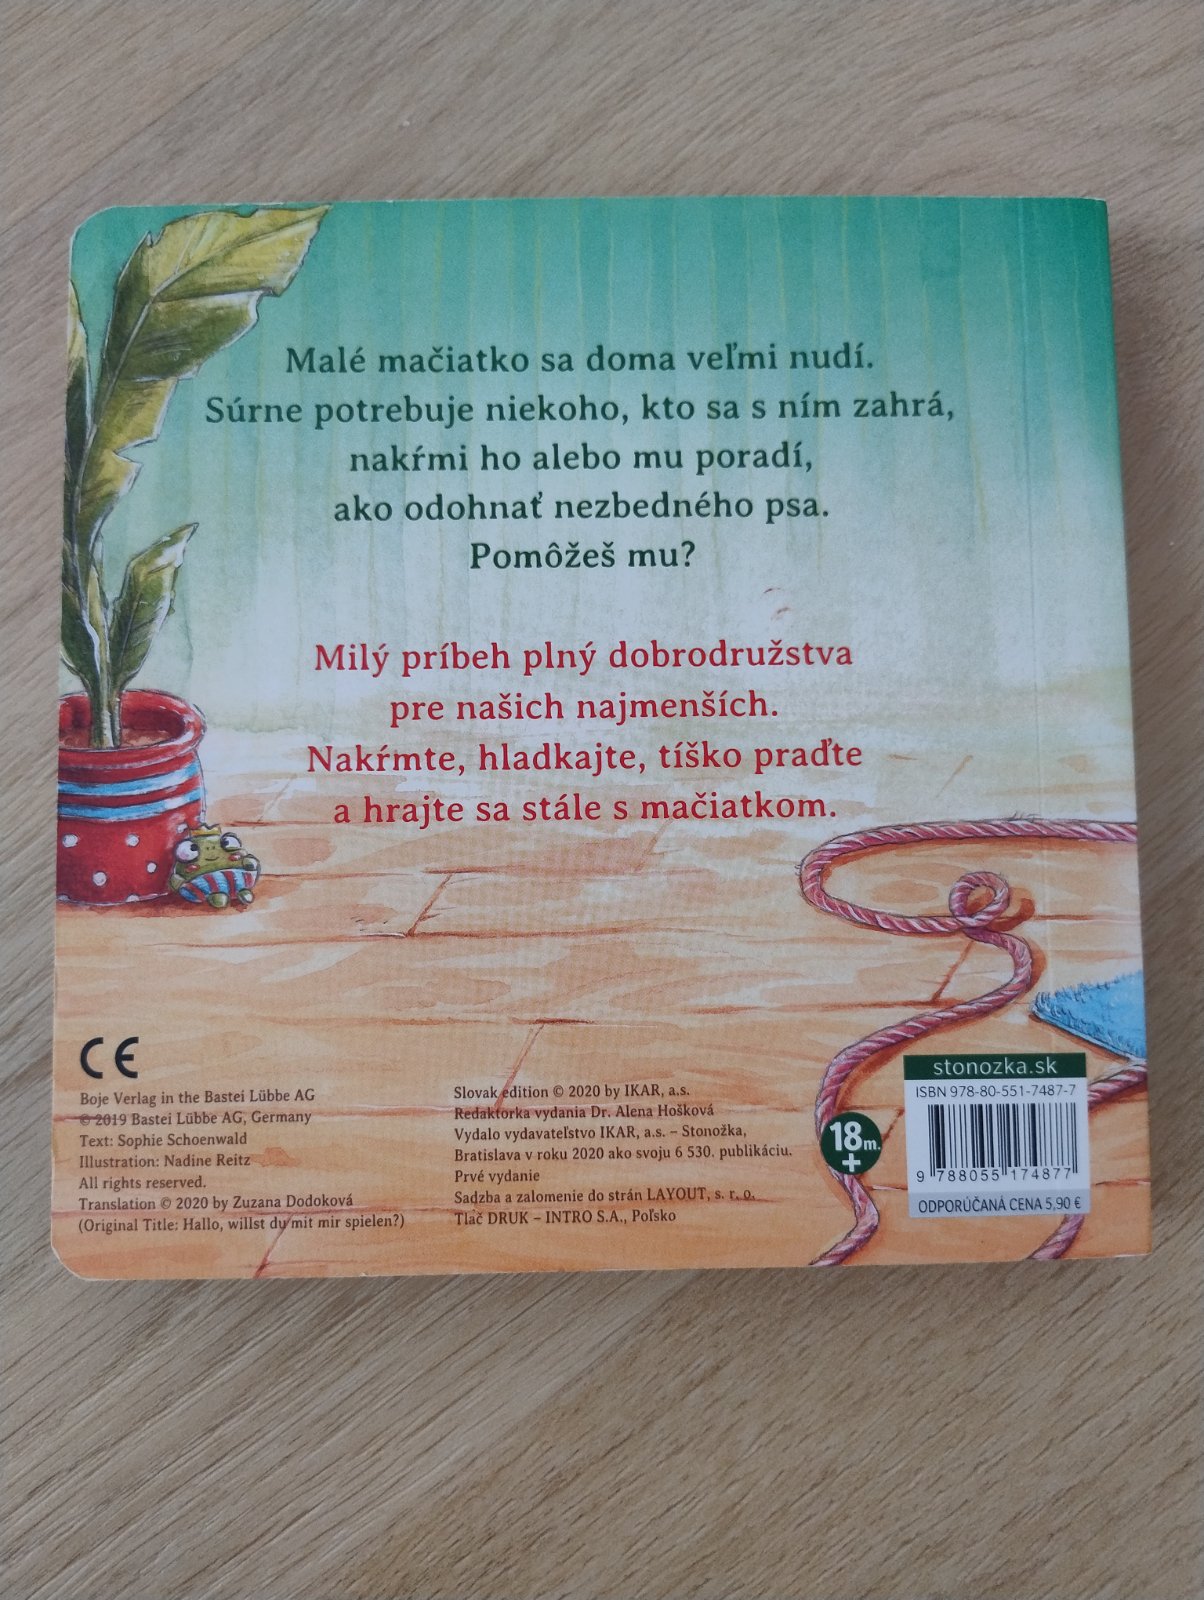 Malé mačiatko sa doma veľmi nudí.
Súrne potrebuje niekoho, kto sa s ním zahrá,
nakŕmi ho alebo mu poradí,
ako odohnať nezbedného psa.
Pomôžeš mu?
Milý príbeh plný dobrodružstva
pre našich najmenších.
Nakŕmte, hladkajte, tíško praďte
a hrajte sa stále s mačiatkom.
CE
Boje Verlag in the Bastei Lübbe AG
© 2019 Bastei Lübbe AG, Germany
Text: Sophie Schoenwald
Illustration: Nadine Reitz
All rights reserved.
Translation © 2020 by Zuzana Dodoková
(Original Title: Hallo, willst du mit mir spielen?)
Slovak edition © 2020 by IKAR, a.s.
Redaktorka vydania Dr. Alena Hošková
Vydalo vydavateľstvo IKAR, a.s. – Stonožka,
Bratislava v roku 2020 ako svoju 6 530. publikáciu.
Prvé vydanie
Sadzba a zalomenie do strán LAYOUT, s. r. o.
Tlač DRUK – INTRO S.A., Poľsko
18m.
+
stonozka.sk
ISBN 978-80-551-7487-7
9 788055 174877
ODPORÚČANÁ CENA 5,90 €